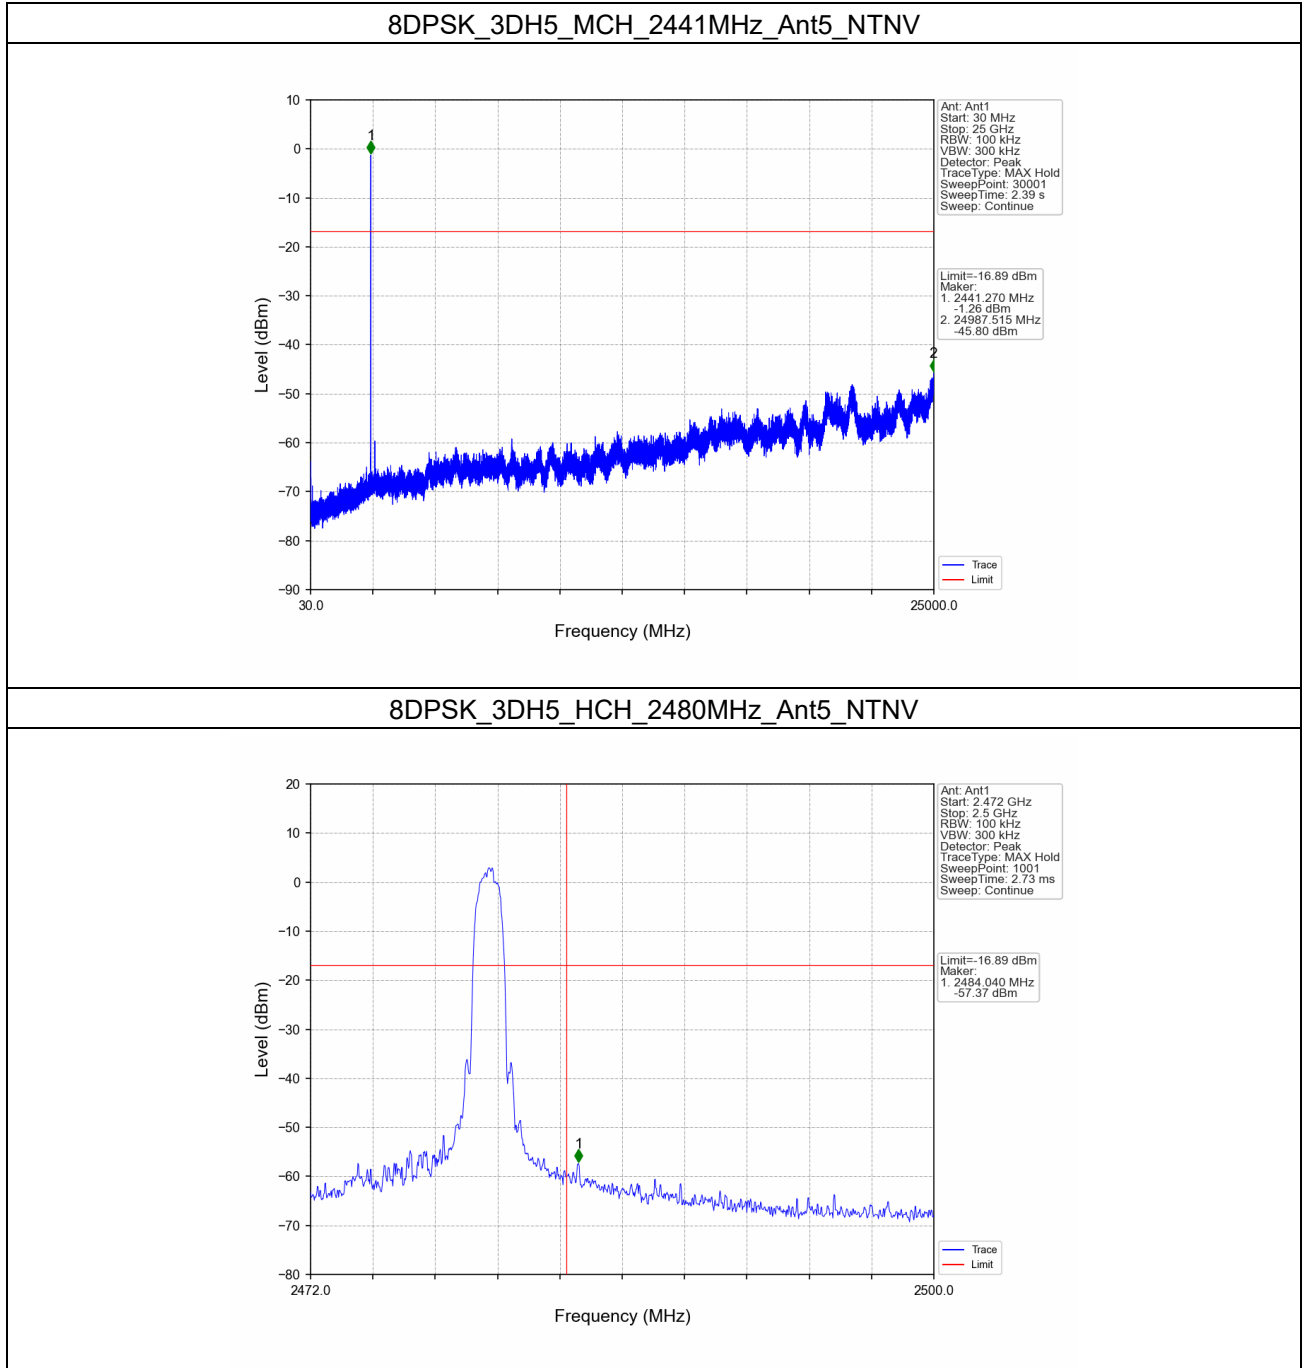 8DPSK_3DH5_MCH_2441MHz_Ant5_NTNV
10
0
−10
−20
−30
−40
−50
−60
−70
−80
−90
Level (dBm)
1
2
30.0
25000.0
Frequency (MHz)
Ant: Ant1
Start: 30 MHz
Stop: 25 GHz
RBW: 100 kHz
VBW: 300 kHz
Detector: Peak
TraceType: MAX Hold
SweepPoint: 30001
SweepTime: 2.39 s
Sweep: Continue
Limit=-16.89 dBm
Maker:
1. 2441.270 MHz
-1.26 dBm
2. 24987.515 MHz
-45.80 dBm
Trace
Limit
8DPSK_3DH5_HCH_2480MHz_Ant5_NTNV
20
10
0
−10
−20
−30
−40
−50
−60
−70
−80
Level (dBm)
1
2472.0
2500.0
Frequency (MHz)
Ant: Ant1
Start: 2.472 GHz
Stop: 2.5 GHz
RBW: 100 kHz
VBW: 300 kHz
Detector: Peak
TraceType: MAX Hold
SweepPoint: 1001
SweepTime: 2.73 ms
Sweep: Continue
Limit=-16.89 dBm
Maker:
1. 2484.040 MHz
-57.37 dBm
Trace
Limit